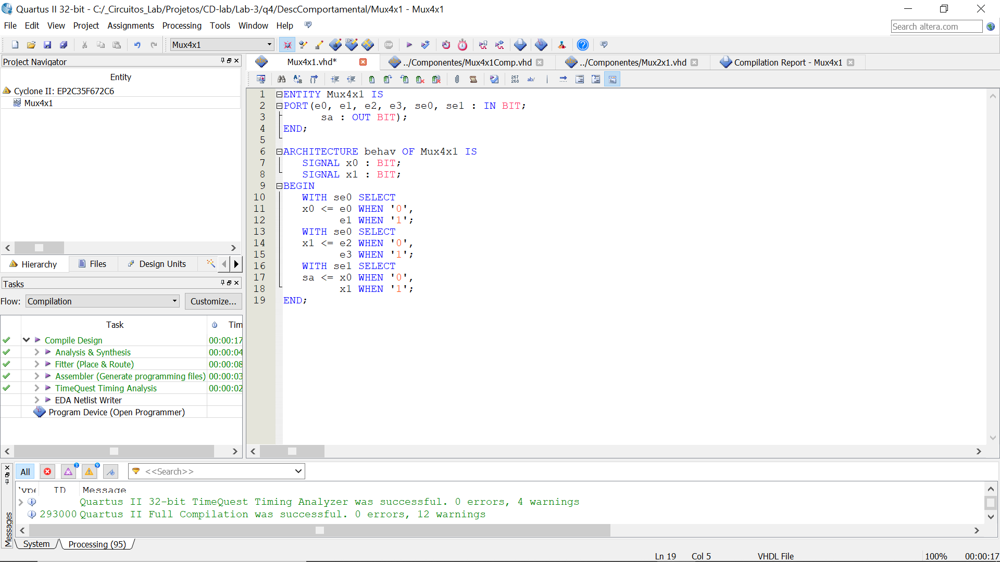 Quartus II 32-bit - C:/_Circuitos_Lab/Projetos/CD-lab/Lab-3/q4/DescComportamental/Mux4x1 - Mux4x1
File Edit View Project Assignments Processing Tools Window Help
Search altera.com
Mux4x1
STOP
Project Navigator
Mux4x1.vhd*
../Componentes/Mux4x1Comp.vhd
../Componentes/Mux2x1.vhd
Compilation Report - Mux4x1
Entity
Cyclone II: EP2C35F672C6
Mux4x1
Hierarchy
Files
Design Units
267
268
ab/
1 ENTITY Mux4x1 IS
2 PORT(e0, e1, e2, e3, se0, se1 : IN BIT;
3 sa : OUT BIT);
4 END;
5
6 ARCHITECTURE behav OF Mux4x1 IS
7 SIGNAL x0 : BIT;
8 SIGNAL x1 : BIT;
9 BEGIN
10 WITH se0 SELECT
11 x0 <= e0 WHEN '0',
12 e1 WHEN '1';
13 WITH se0 SELECT
14 x1 <= e2 WHEN '0',
15 e3 WHEN '1';
16 WITH se1 SELECT
17 sa <= x0 WHEN '0',
18 x1 WHEN '1';
19 END;
Tasks
Flow: Compilation Customize...
Task Tim
Compile Design 00:00:17
Analysis & Synthesis 00:00:04
Fitter (Place & Route) 00:00:08
Assembler (Generate programming files) 00:00:03
TimeQuest Timing Analysis 00:00:02
EDA Netlist Writer
Program Device (Open Programmer)
All
3
9
<<Search>>
Type ID Message
Quartus II 32-bit TimeQuest Timing Analyzer was successful. 0 errors, 4 warnings
293000 Quartus II Full Compilation was successful. 0 errors, 12 warnings
Messages
System
Processing (95)
Ln 19 Col 5 VHDL File 100% 00:00:17